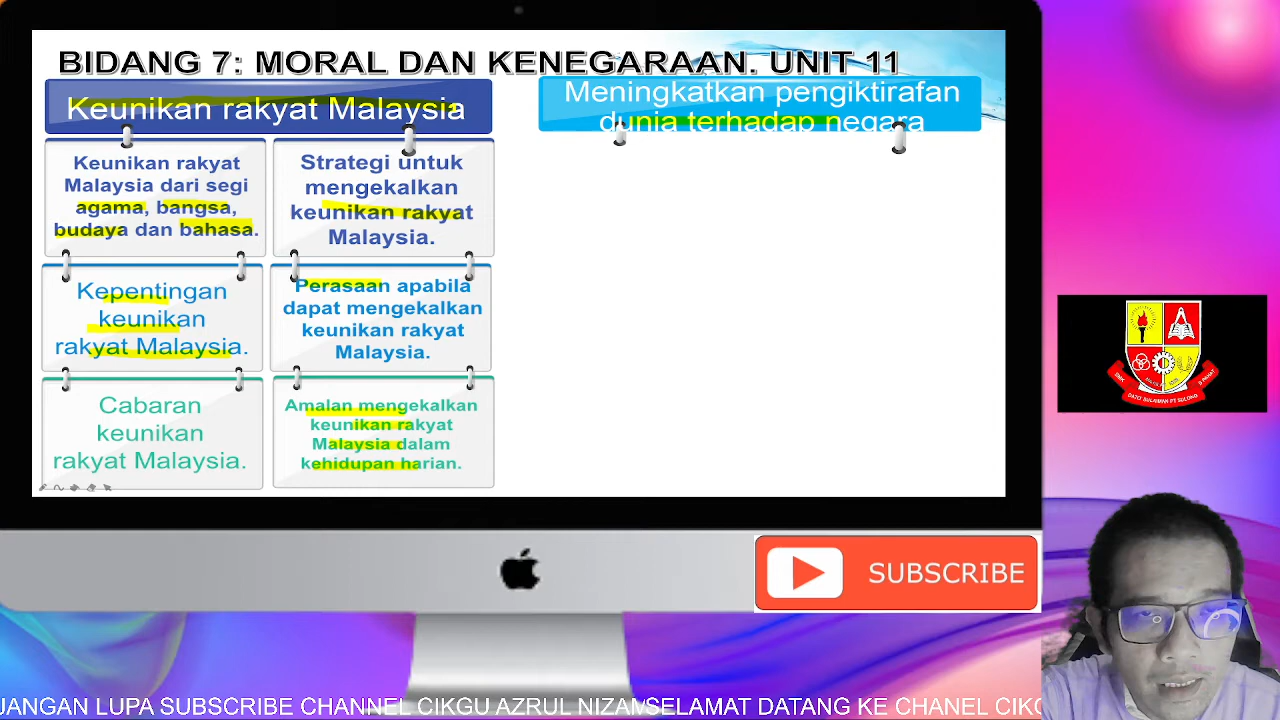 BIDANG 7: MORAL DAN KENEGARAAN. UNIT 11
Keunikan rakyat Malaysia
Meningkatkan pengiktirafan
dunia terhadap negara
Keunikan rakyat
Malaysia dari segi
agama, bangsa,
budaya dan bahasa.
Strategi untuk
mengekalkan
keunikan rakyat
Malaysia.
Kepentingan
keunikan
rakyat Malaysia.
Perasaan apabila
dapat mengekalkan
keunikan rakyat
Malaysia.
Cabaran
keunikan
rakyat Malaysia.
Amalan mengekalkan
keunikan rakyat
Malaysia dalam
kehidupan harian.
SUBSCRIBE
JANGAN LUPA SUBSCRIBE CHANNEL CIKGU AZRUL NIZAM
SELAMAT DATANG KE CHANEL